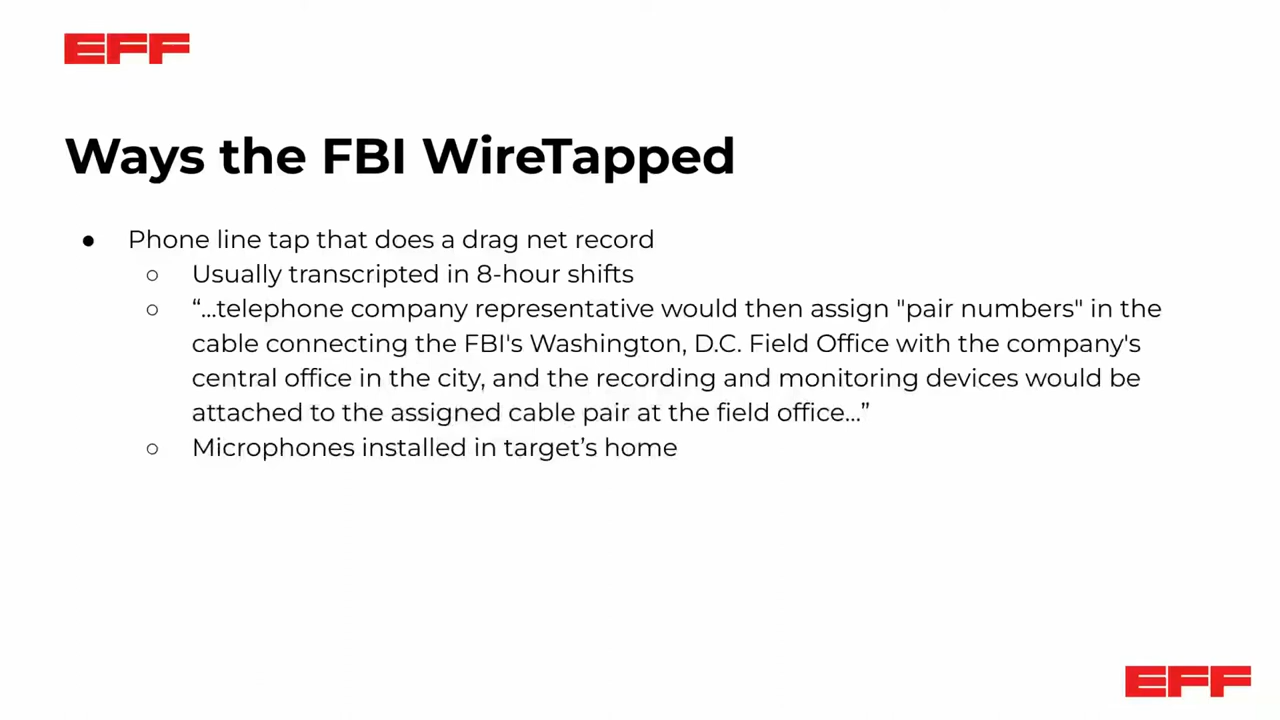 EFF
Ways the FBI WireTapped
● Phone line tap that does a drag net record
○ Usually transcripted in 8-hour shifts
○ “...telephone company representative would then assign "pair numbers" in the
cable connecting the FBI's Washington, D.C. Field Office with the company's
central office in the city, and the recording and monitoring devices would be
attached to the assigned cable pair at the field office...”
○ Microphones installed in target’s home
EFF